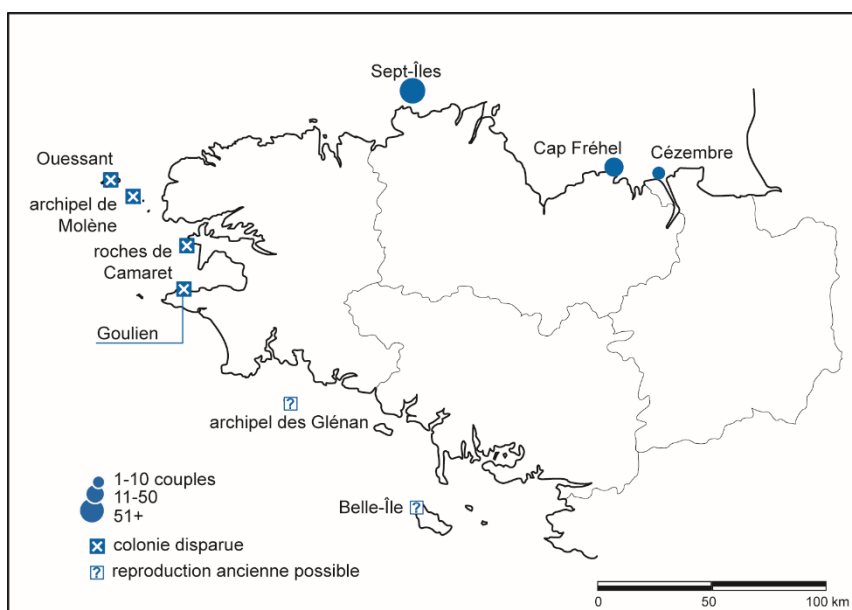 Sept-Îles
Cap Fréhel
Cézembre
Ouessant
archipel de
Molène
roches de
Camaret
Goulien
archipel des Glénan
Belle-Île
1-10 couples
11-50
51+
colonie disparue
? reproduction ancienne possible
0 50 100 km